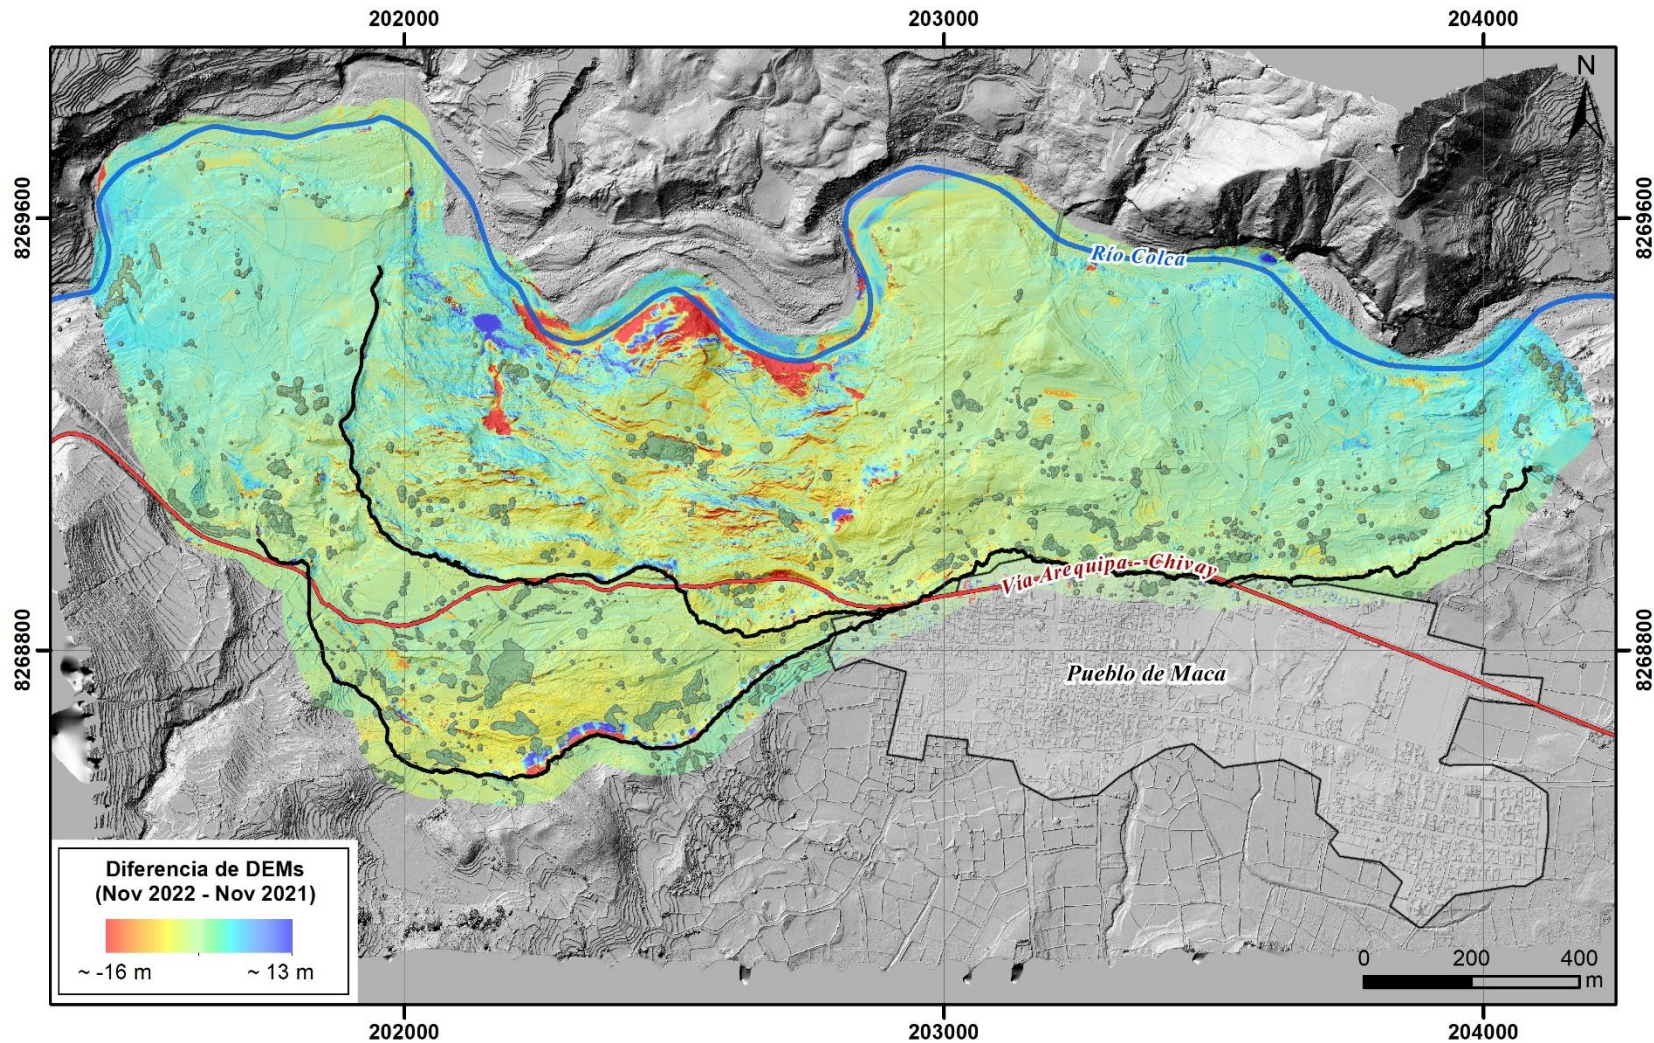 202000
203000
204000
N
8269600
8269600
Río Colca
Vía Arequipa - Chivay
8268800
8268800
Pueblo de Maca
Diferencia de DEMs
(Nov 2022 - Nov 2021)
~ -16 m
~ 13 m
0
200
400
m
202000
203000
204000